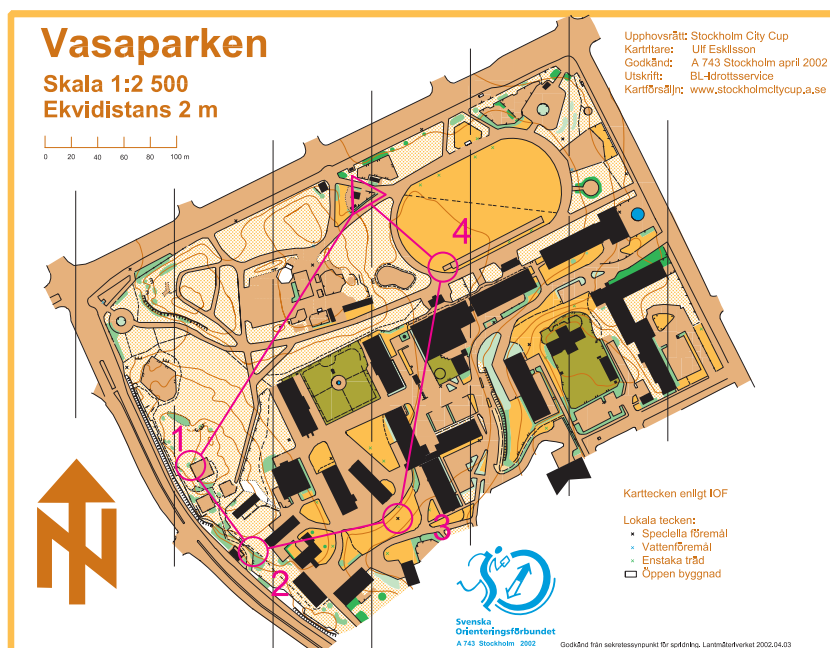 Vasaparken
Skala 1:2 500
Ekvidistans 2 m
0 20 40 60 80 100 m
Upphovsrätt: Stockholm City Cup
Kartritare: Ulf Eskilsson
Godkänd: A 743 Stockholm april 2002
Utskrift: BL-Idrottsservice
Kartförsäljn: www.stockholmcitycup.a.se
4
1
3
2
N
Karttecken enligt IOF
Lokala tecken:
× Speciella föremål
× Vattenföremål
× Enstaka träd
Öppen byggnad
Svenska
Orienteringsförbundet
A 743 Stockholm 2002
Godkänd från sekretessynpunkt för spridning. Lantmäteriverket 2002.04.03